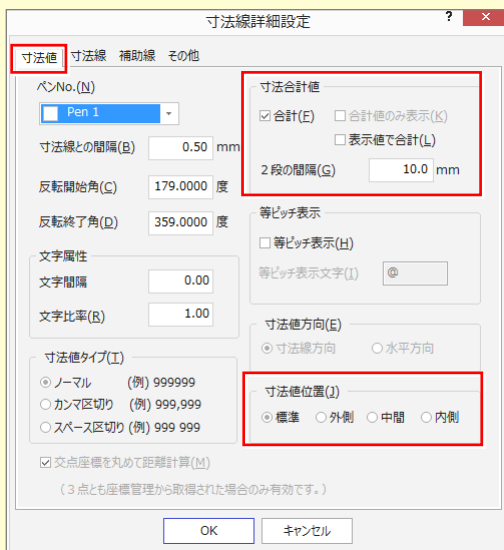 寸法線詳細設定 ? ×
寸法値 寸法線 補助線 その他
ペンNo.(N)
Pen 1
寸法線との間隔(B) 0.50 mm
反転開始角(C) 179.0000 度
反転終了角(D) 359.0000 度
文字属性
文字間隔 0.00
文字比率(R) 1.00
寸法値タイプ(T)
ノーマル (例) 999999
カンマ区切り (例) 999,999
スペース区切り (例) 999 999
交点座標を丸めて距離計算(M)
(3点とも座標管理から取得された場合のみ有効です。)
寸法合計値
合計(F) 合計値のみ表示(K)
表示値で合計(L)
2段の間隔(G) 10.0 mm
等ピッチ表示
等ピッチ表示(H)
等ピッチ表示文字(I) @
寸法値方向(E)
寸法線方向 水平方向
寸法値位置(J)
標準 外側 中間 内側
OK キャンセル